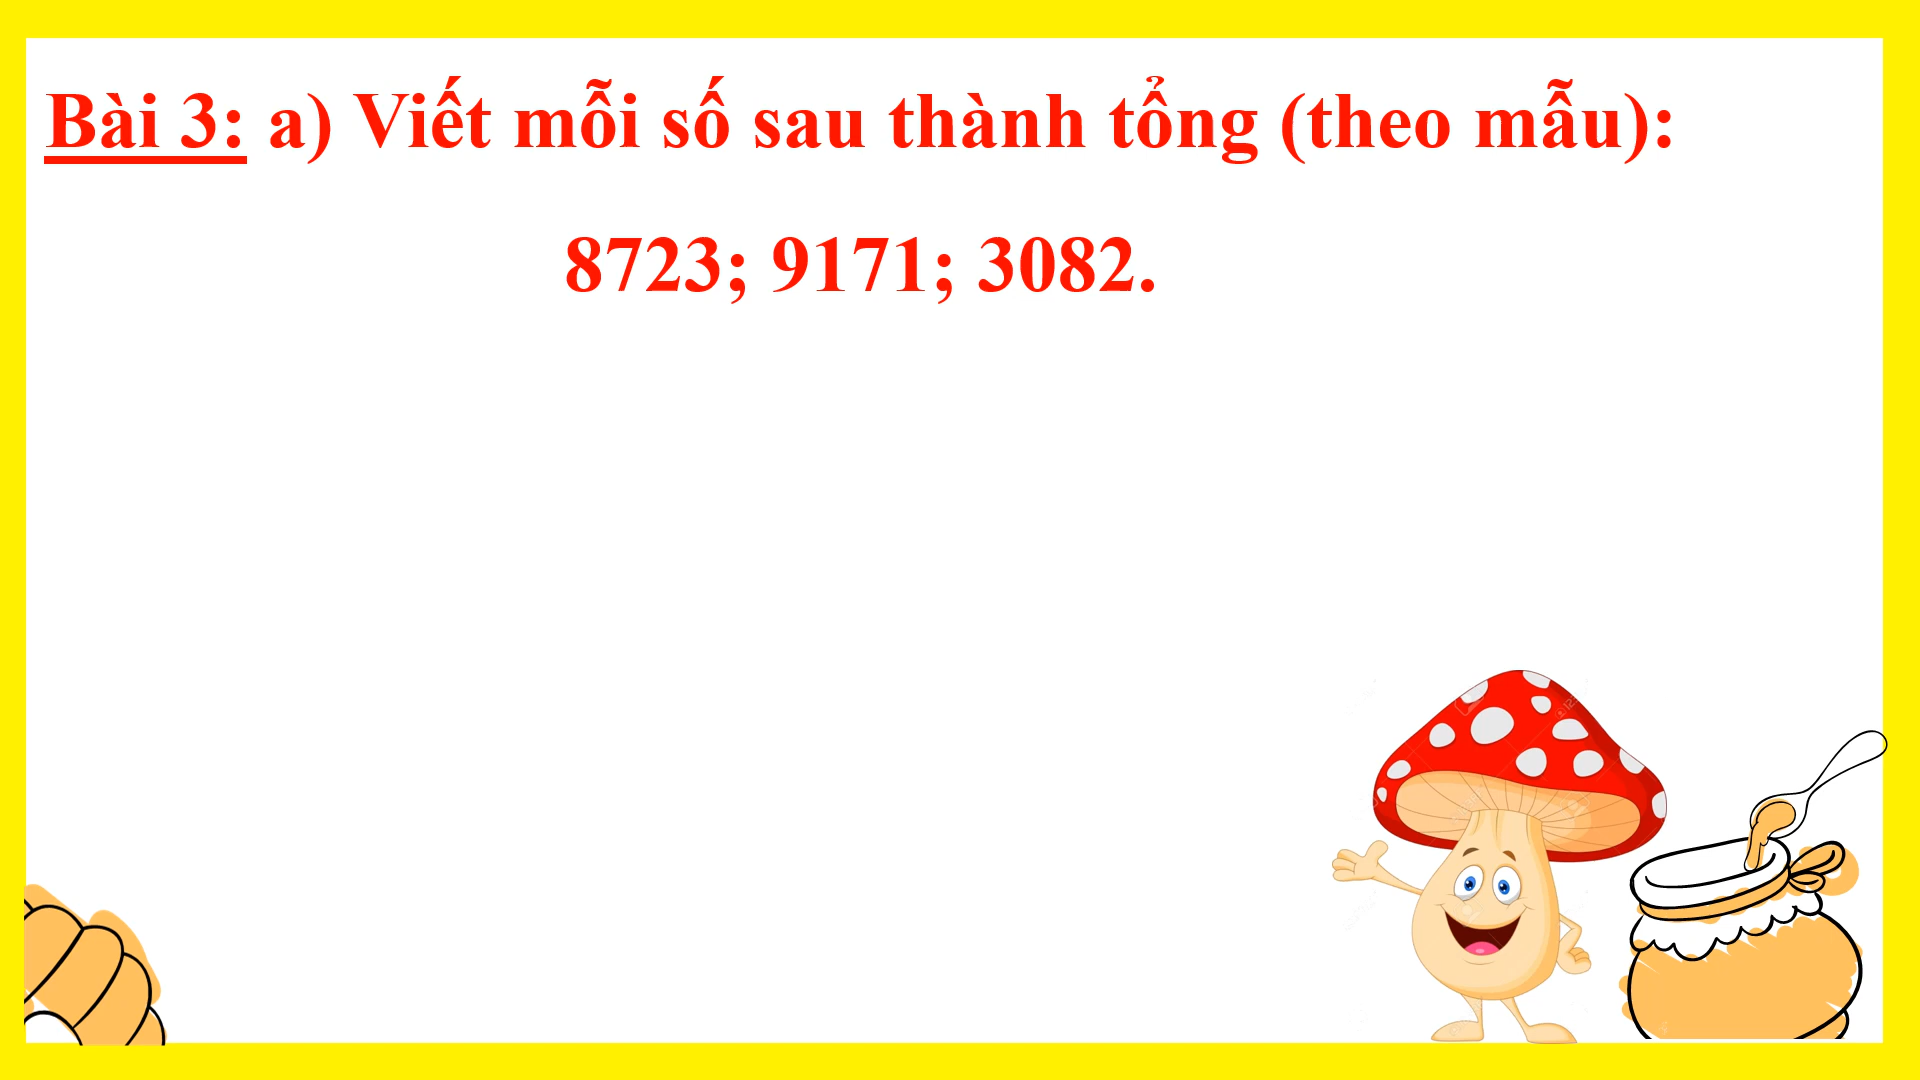 Bài 3: a) Viết mỗi số sau thành tổng (theo mẫu):
8723; 9171; 3082.